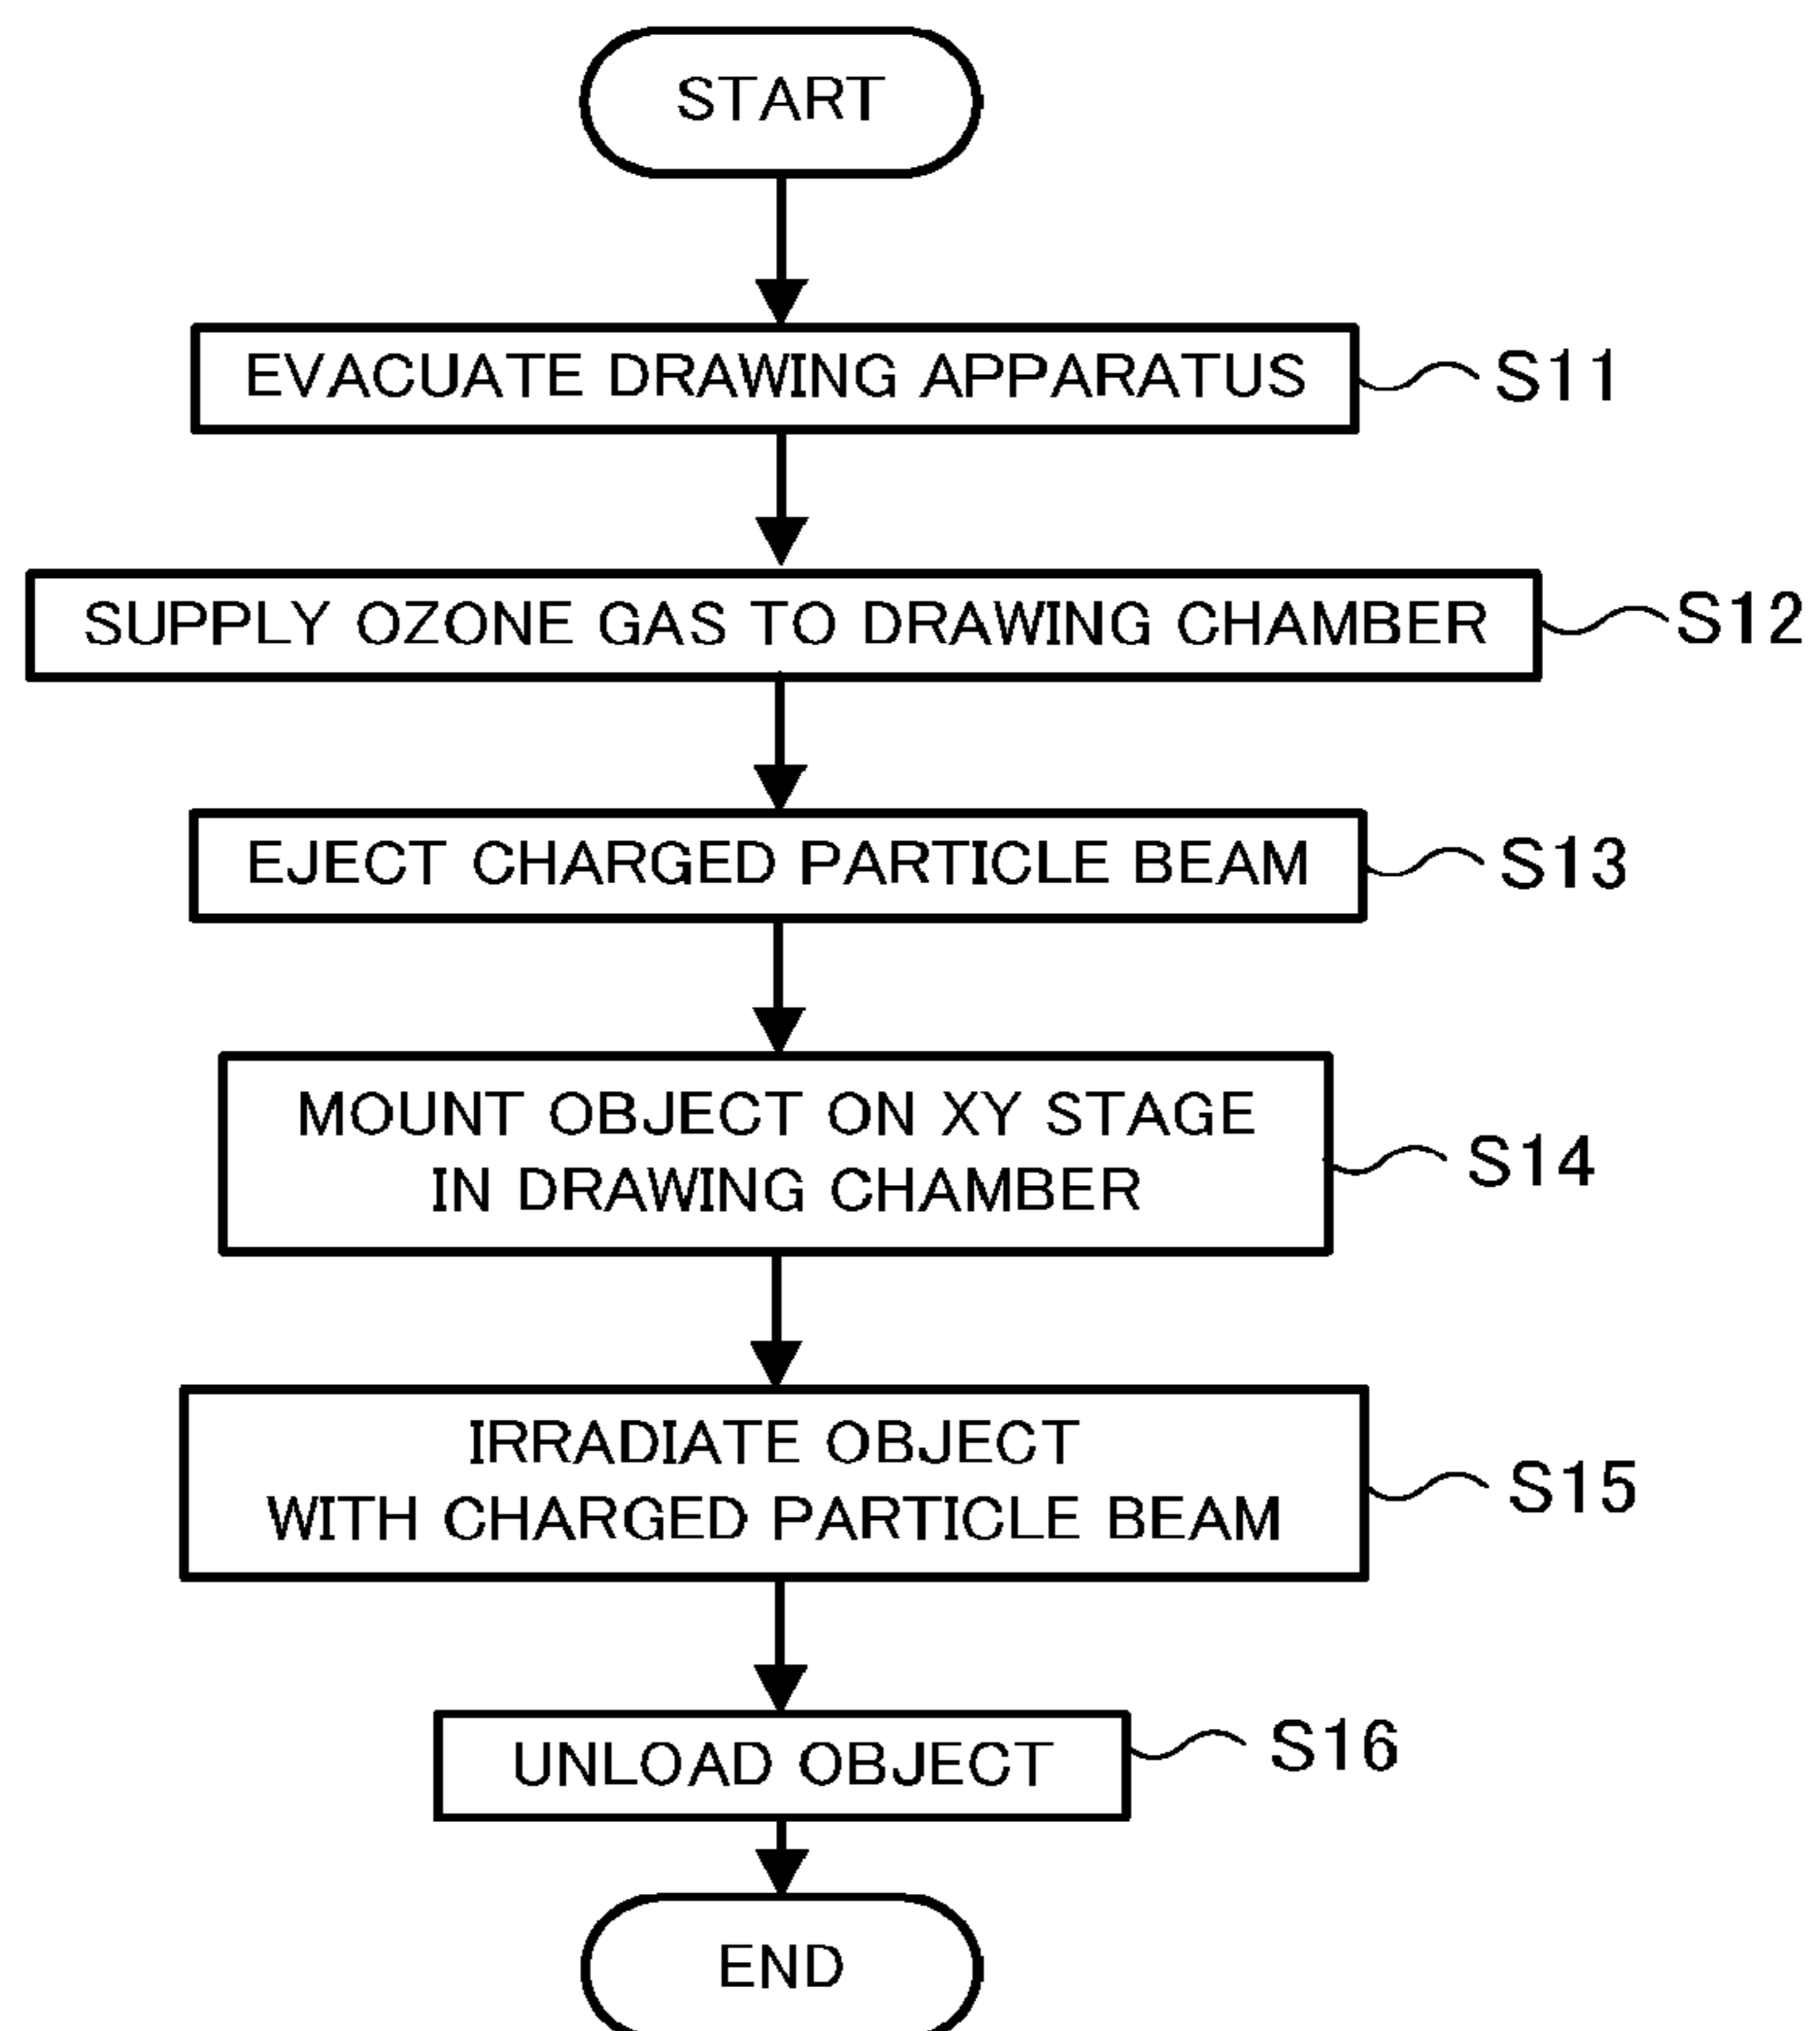 START
EVACUATE DRAWING APPARATUS
S11
SUPPLY OZONE GAS TO DRAWING CHAMBER
S12
EJECT CHARGED PARTICLE BEAM
S13
MOUNT OBJECT ON XY STAGE
IN DRAWING CHAMBER
S14
IRRADIATE OBJECT
WITH CHARGED PARTICLE BEAM
S15
UNLOAD OBJECT
S16
END